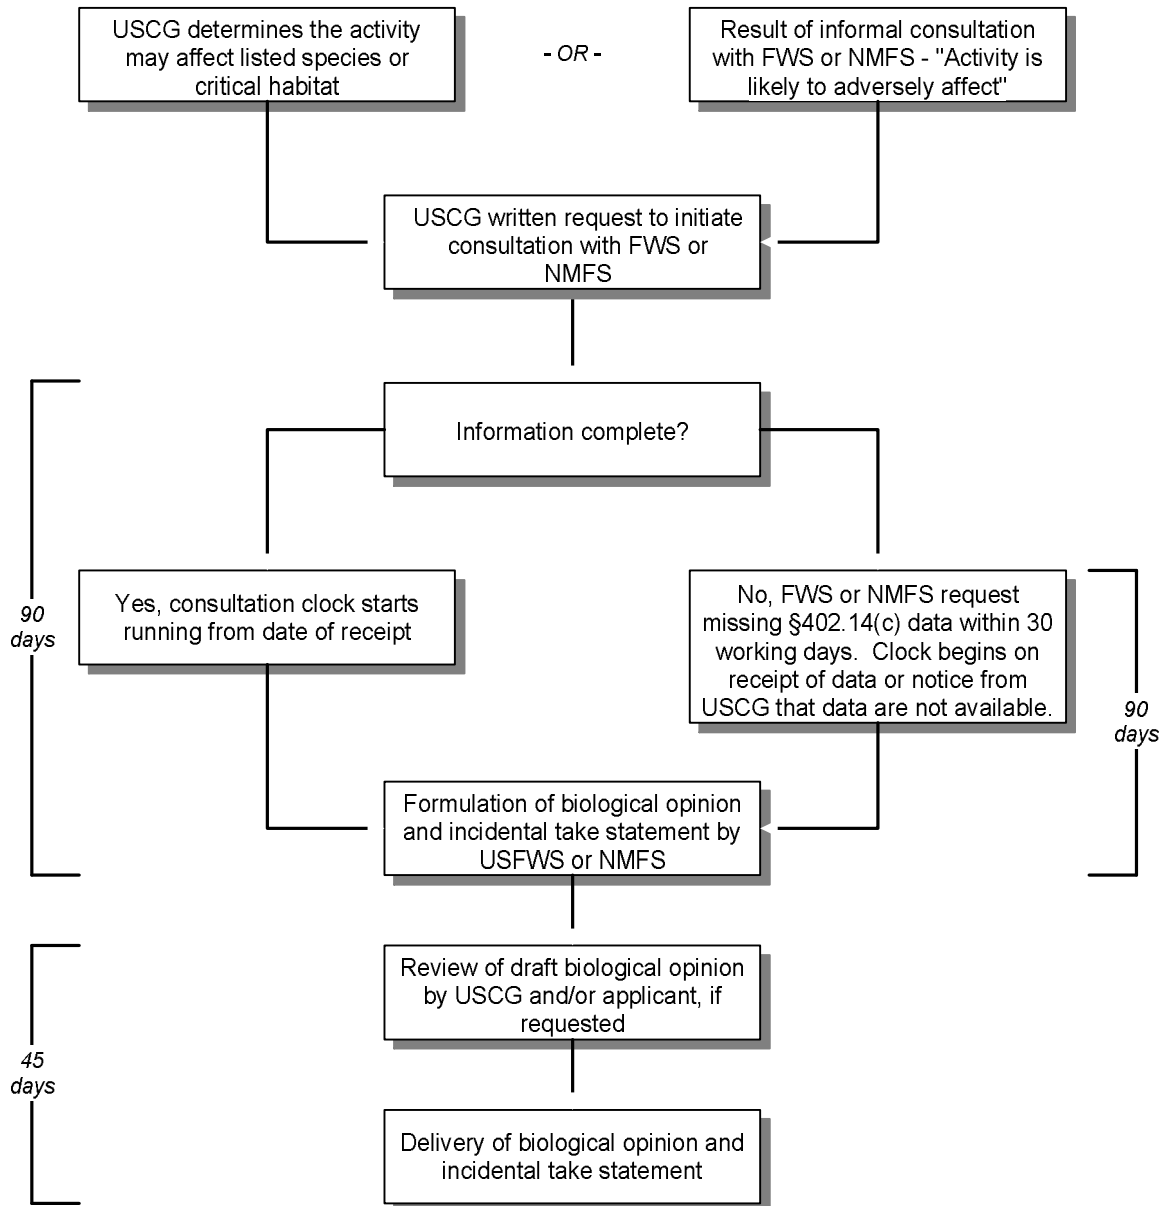 USCG determines the activity
may affect listed species or
critical habitat
- OR -
Result of informal consultation
with FWS or NMFS - "Activity is
likely to adversely affect"
USCG written request to initiate
consultation with FWS or
NMFS
Information complete?
90
days
Yes, consultation clock starts
running from date of receipt
No, FWS or NMFS request
missing §402.14(c) data within 30
working days.  Clock begins on
receipt of data or notice from
USCG that data are not available.
90
days
Formulation of biological opinion
and incidental take statement by
USFWS or NMFS
Review of draft biological opinion
by USCG and/or applicant, if
requested
45
days
Delivery of biological opinion and
incidental take statement